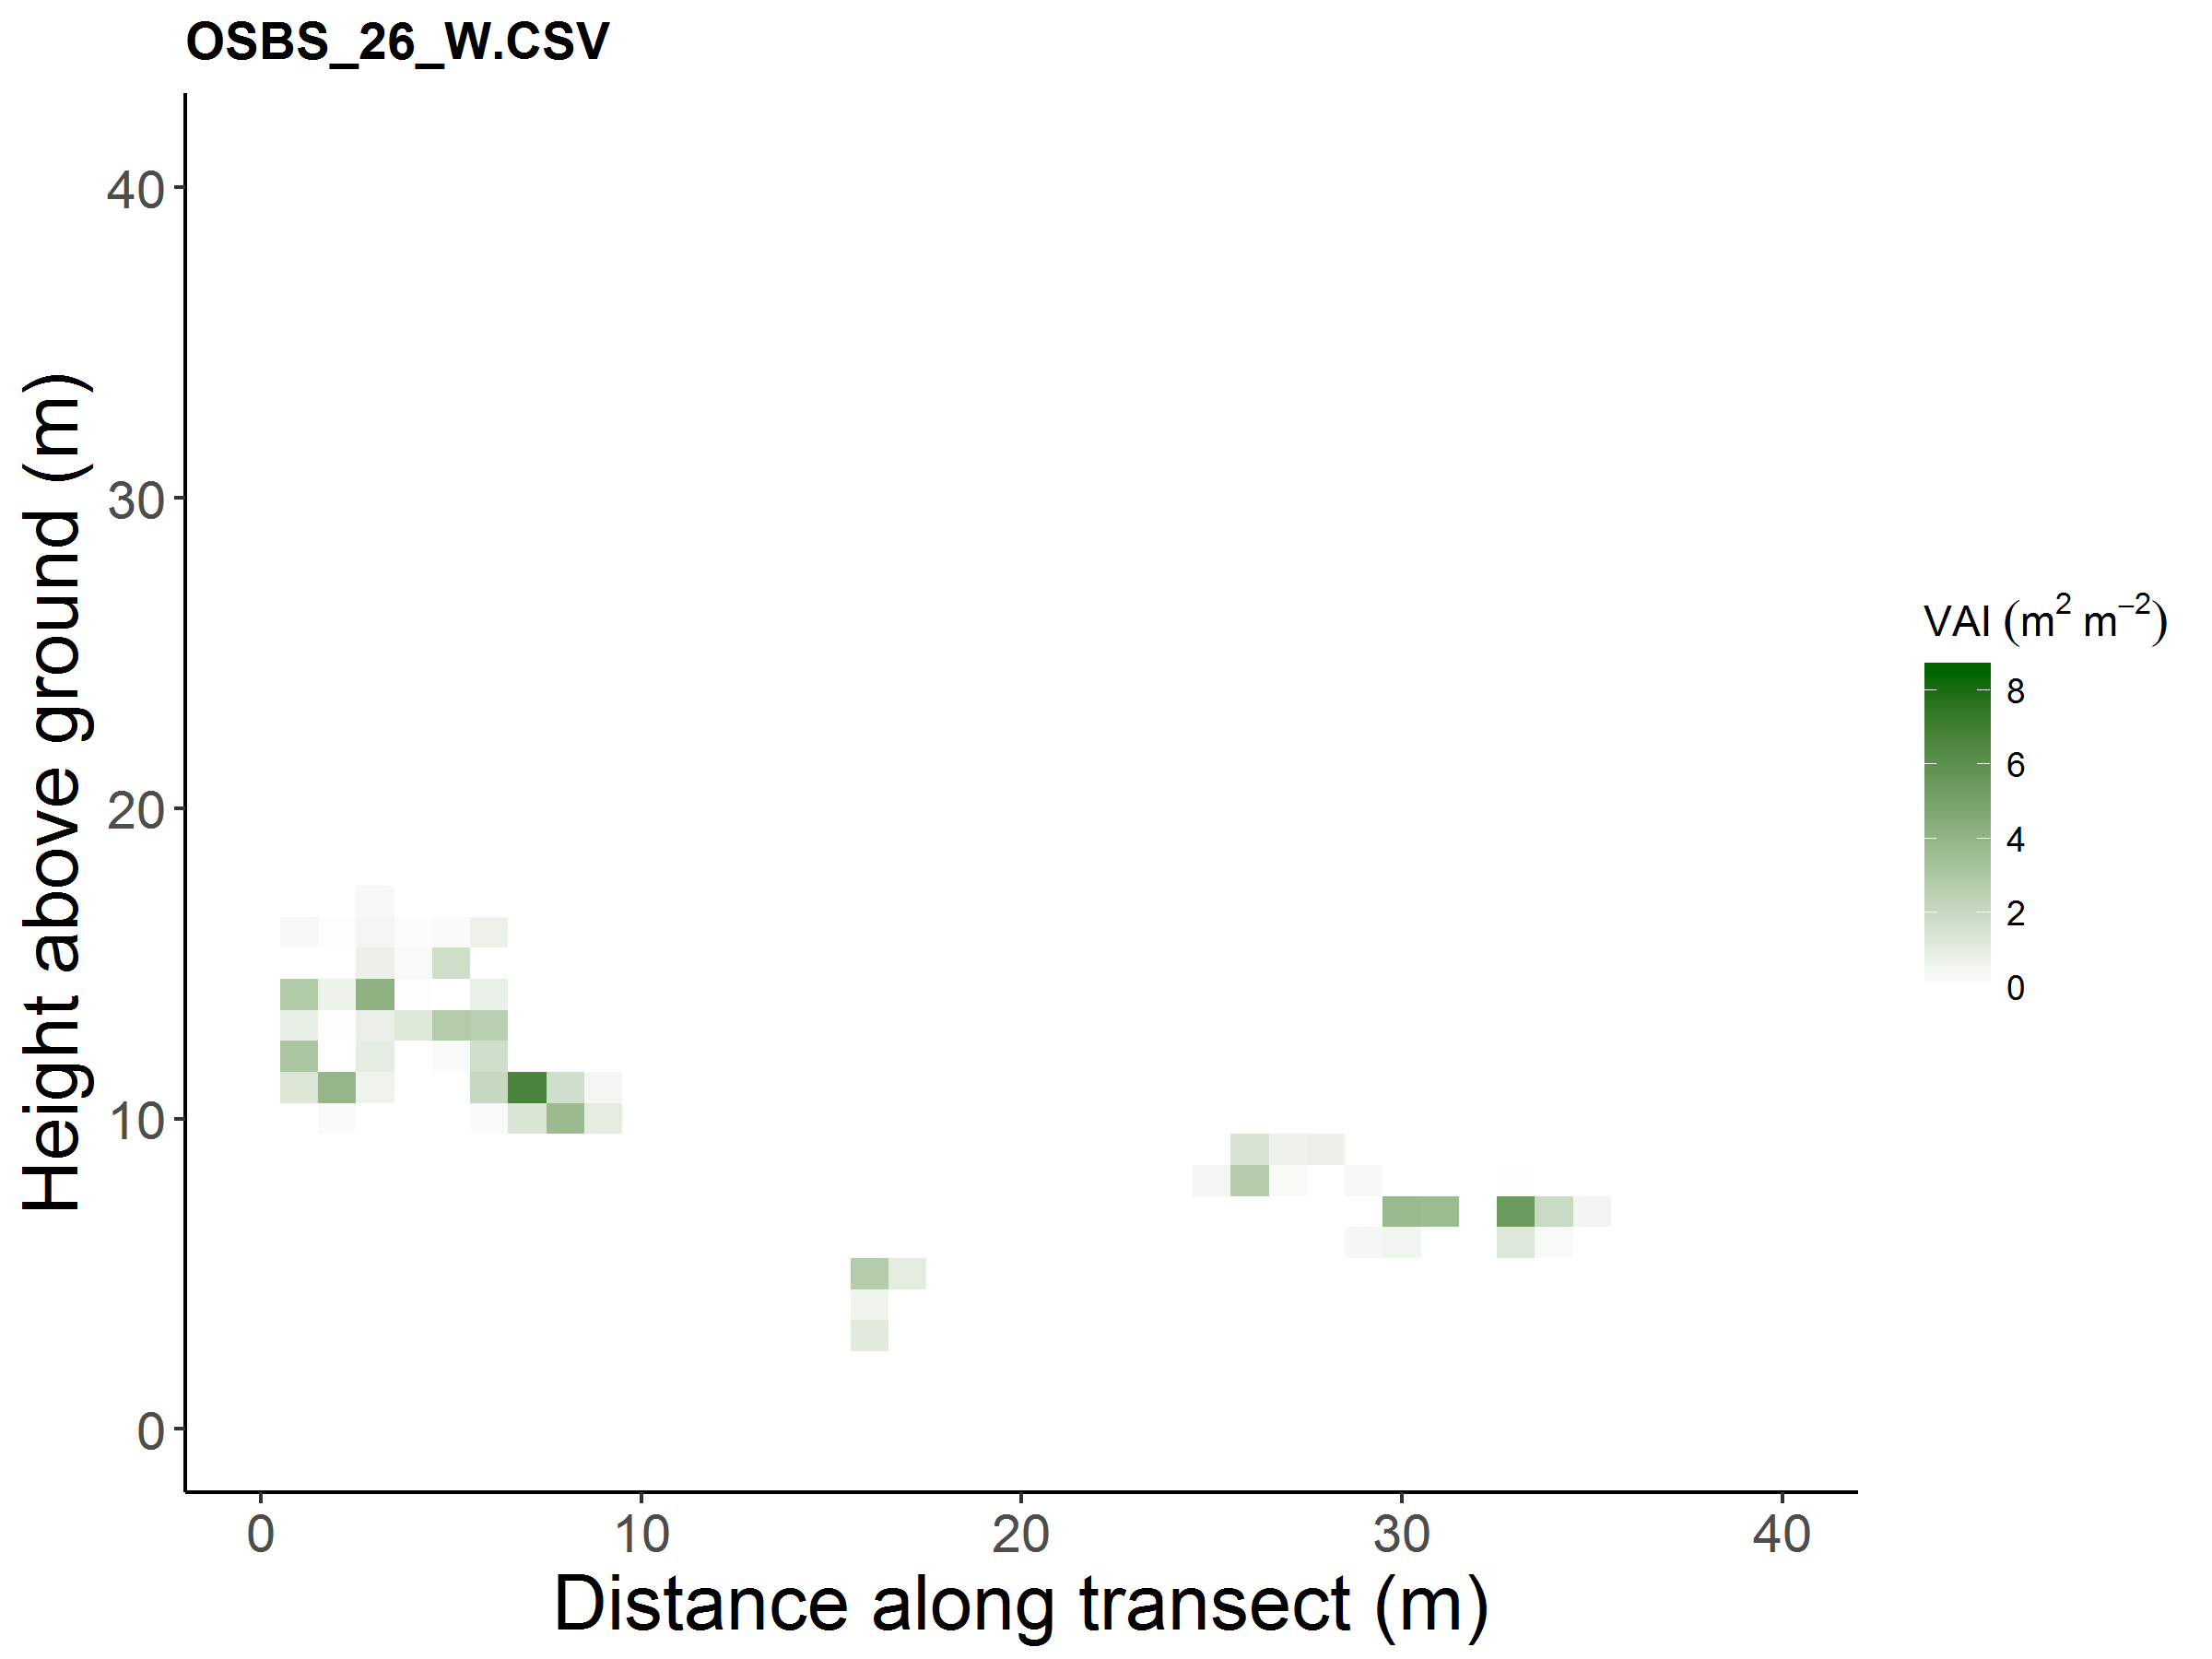 OSBS_26_W.CSV
Height above ground (m)
40
30
20
10
0
0 10 20 30 40
Distance along transect (m)
VAI (m² m⁻²)
8
6
4
2
0